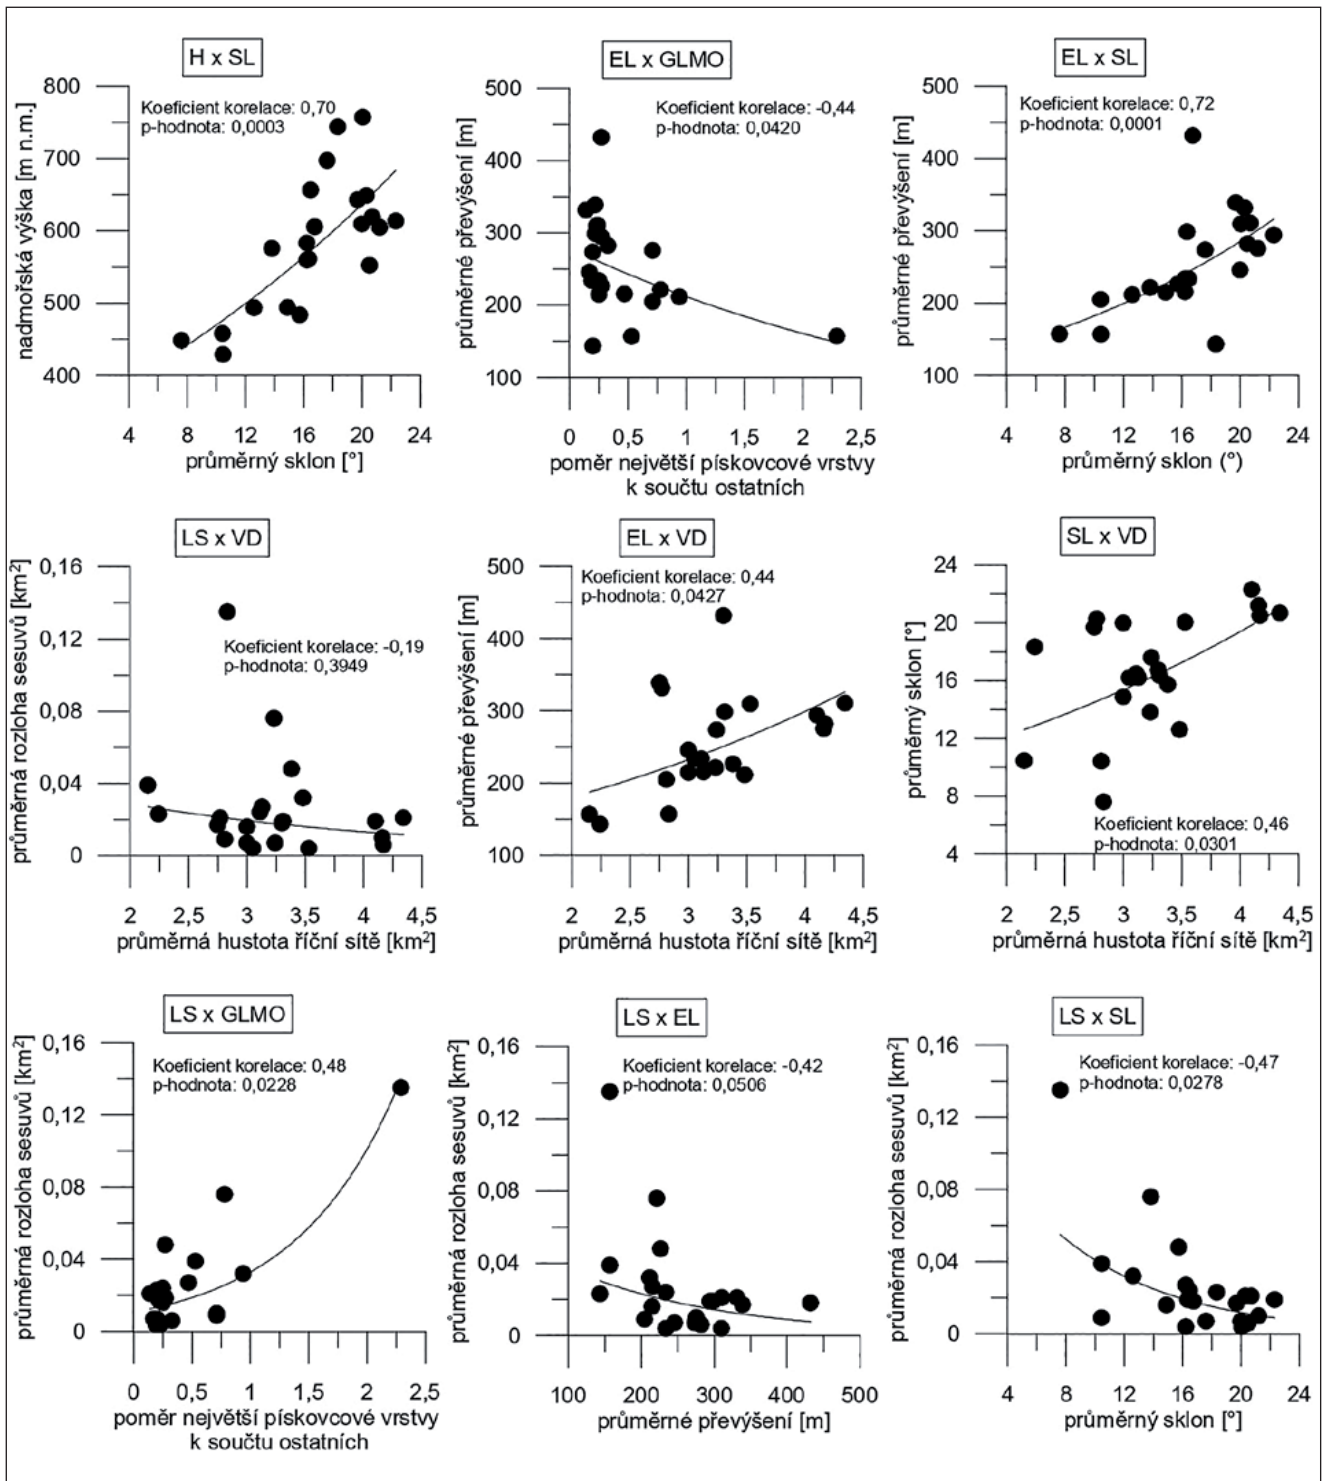 H x SL
Koeficient korelace: 0,70
p-hodnota: 0,0003
nadmořská výška [m n.m.]
800
700
600
500
400
4 8 12 16 20 24
průměrný sklon [°]
EL x GLMO
Koeficient korelace: -0,44
p-hodnota: 0,0420
průměrné převýšení [m]
500
400
300
200
100
0 0,5 1 1,5 2 2,5
poměr největší pískovcové vrstvy
k součtu ostatních
EL x SL
Koeficient korelace: 0,72
p-hodnota: 0,0001
průměrné převýšení [m]
500
400
300
200
100
4 8 12 16 20 24
průměrný sklon (°)
LS x VD
Koeficient korelace: -0,19
p-hodnota: 0,3949
průměrná rozloha sesuvů [km²]
0,16
0,12
0,08
0,04
0
2 2,5 3 3,5 4 4,5
průměrná hustota říční sítě [km²]
EL x VD
Koeficient korelace: 0,44
p-hodnota: 0,0427
průměrné převýšení [m]
500
400
300
200
100
2 2,5 3 3,5 4 4,5
průměrná hustota říční sítě [km²]
SL x VD
Koeficient korelace: 0,46
p-hodnota: 0,0301
průměrný sklon [°]
24
20
16
12
8
4
2 2,5 3 3,5 4 4,5
průměrná hustota říční sítě [km²]
LS x GLMO
Koeficient korelace: 0,48
p-hodnota: 0,0228
průměrná rozloha sesuvů [km²]
0,16
0,12
0,08
0,04
0
0 0,5 1 1,5 2 2,5
poměr největší pískovcové vrstvy
k součtu ostatních
LS x EL
Koeficient korelace: -0,42
p-hodnota: 0,0506
průměrná rozloha sesuvů [km²]
0,16
0,12
0,08
0,04
0
100 200 300 400 500
průměrné převýšení [m]
LS x SL
Koeficient korelace: -0,47
p-hodnota: 0,0278
průměrná rozloha sesuvů [km²]
0,16
0,12
0,08
0,04
0
4 8 12 16 20 24
průměrný sklon [°]